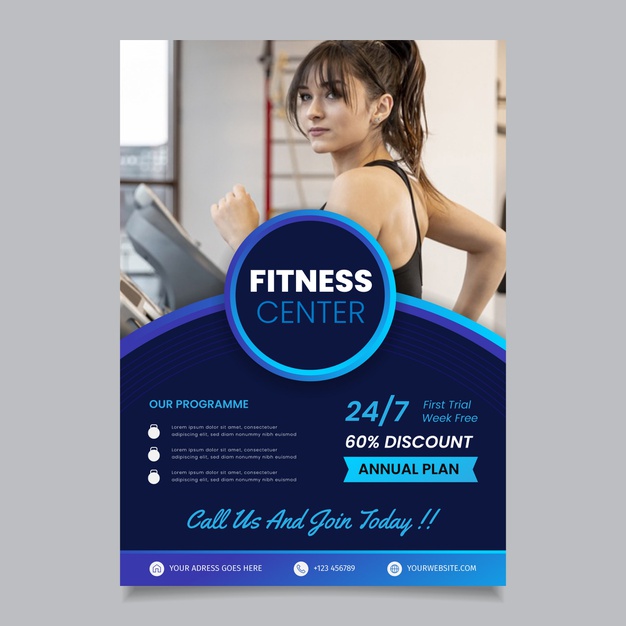 FITNESS
CENTER
OUR PROGRAMME
Lorem ipsum dolor sit amet, consectetuer
adipiscing elit, sed diam nonummy nibh euismod
Lorem ipsum dolor sit amet, consectetuer
adipiscing elit, sed diam nonummy nibh euismod
Lorem ipsum dolor sit amet, consectetuer
adipiscing elit, sed diam nonummy nibh euismod
24/7
First Trial
Week Free
60% DISCOUNT
ANNUAL PLAN
Call Us And Join Today !!
YOUR ADRESS GOES HERE
+123 456789
YOURWEBSITE.COM